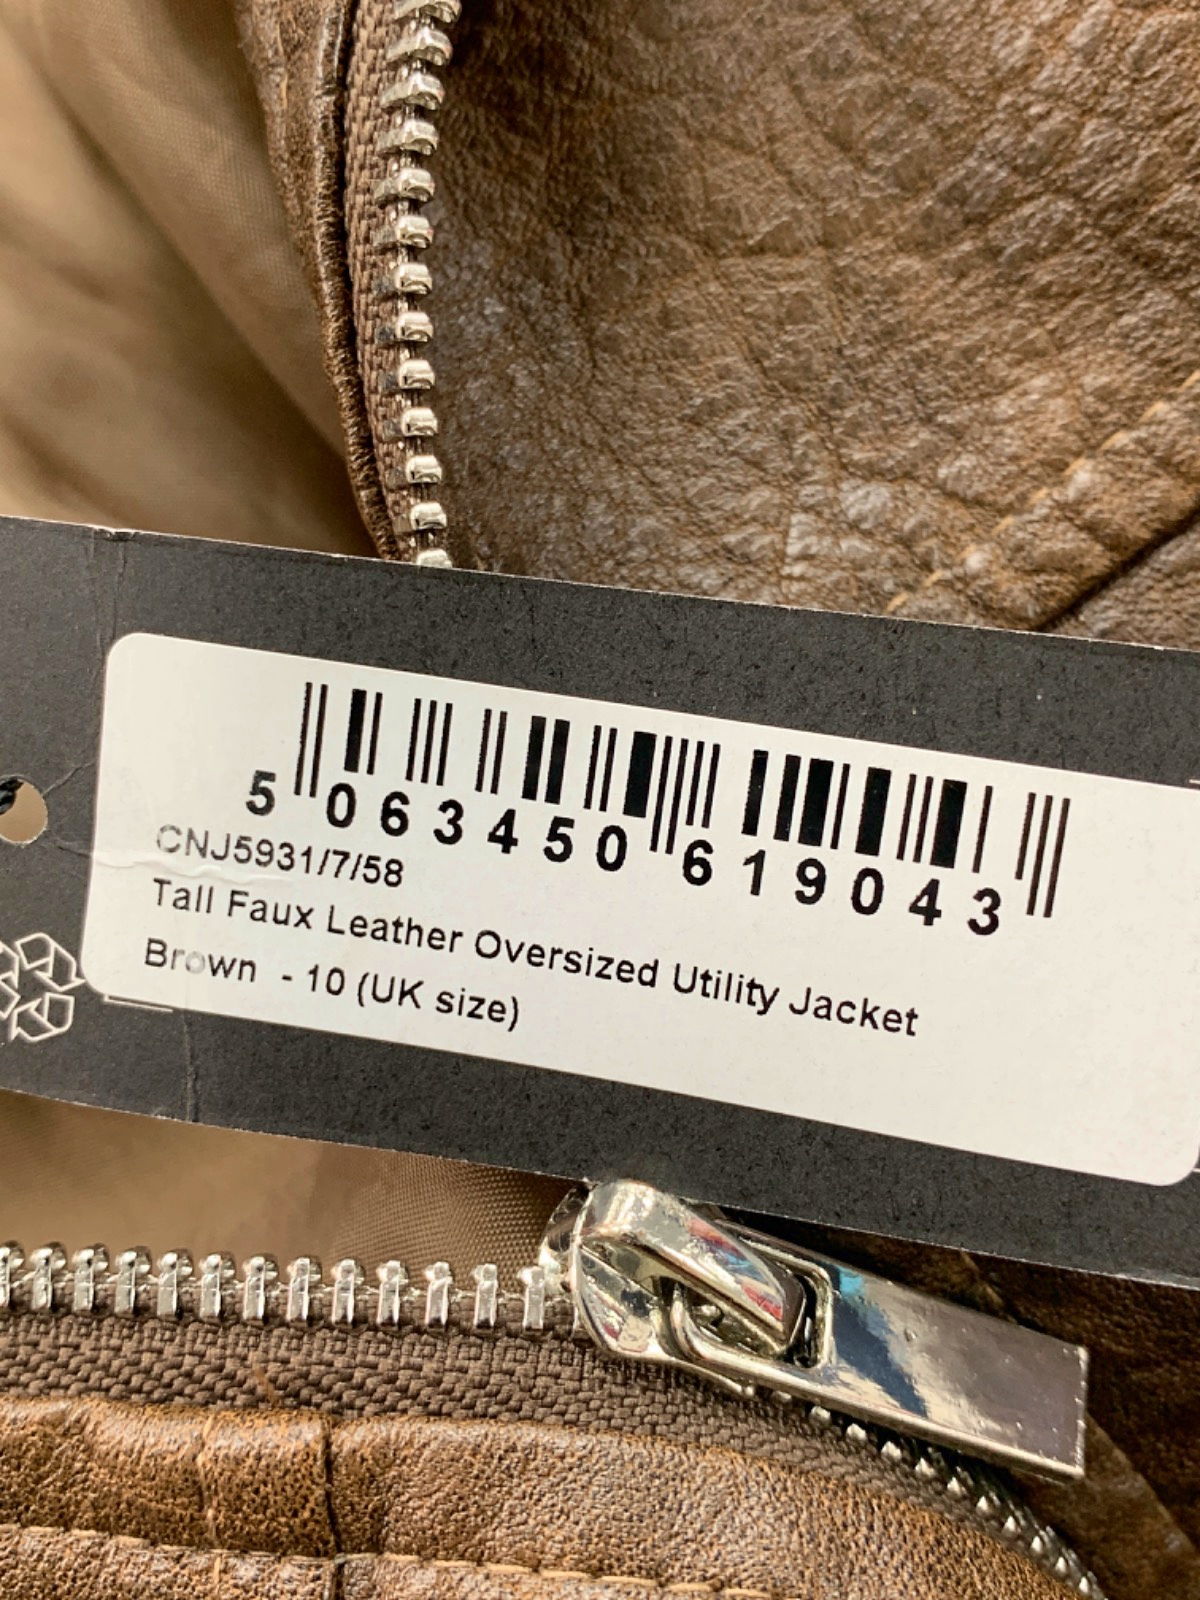 5 063450 619043
CNJ5931/7/58
Tall Faux Leather Oversized Utility Jacket
Brown - 10 (UK size)